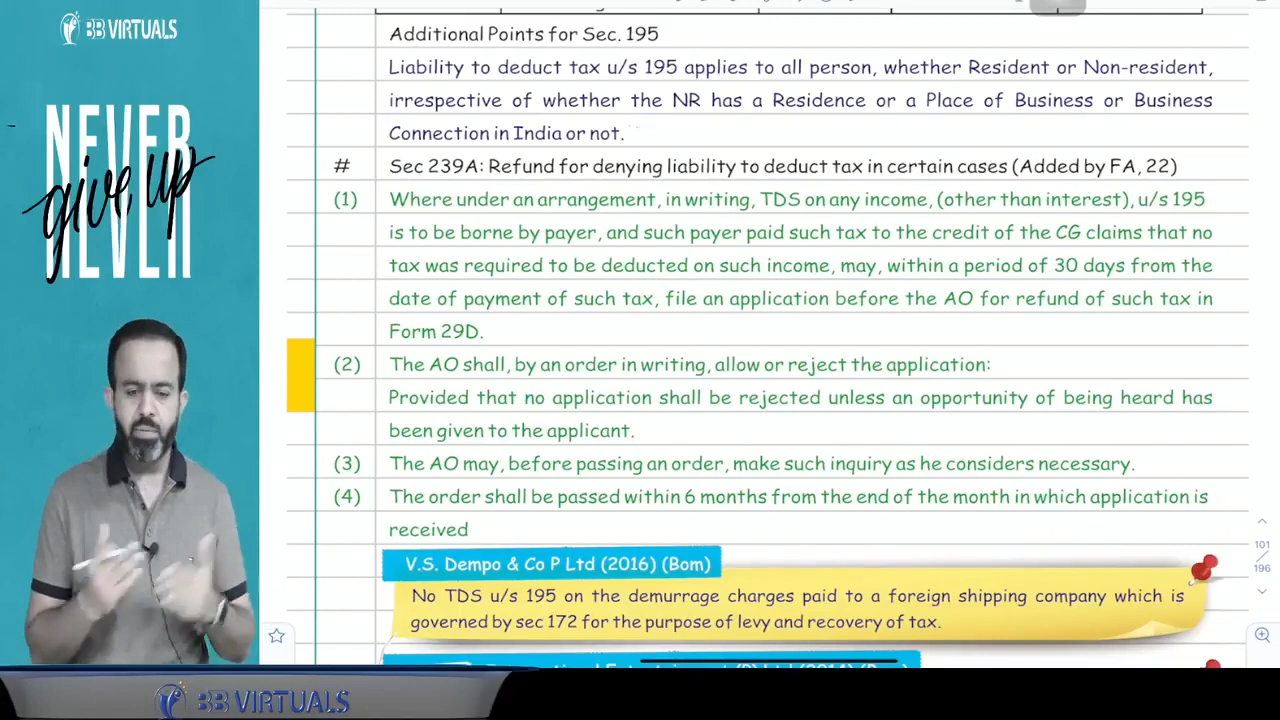 BB VIRTUALS
NEVER
give up
NEVER
Additional Points for Sec. 195
Liability to deduct tax u/s 195 applies to all person, whether Resident or Non-resident,
irrespective of whether the NR has a Residence or a Place of Business or Business
Connection in India or not.
# Sec 239A: Refund for denying liability to deduct tax in certain cases (Added by FA, 22)
(1) Where under an arrangement, in writing, TDS on any income, (other than interest), u/s 195
is to be borne by payer, and such payer paid such tax to the credit of the CG claims that no
tax was required to be deducted on such income, may, within a period of 30 days from the
date of payment of such tax, file an application before the AO for refund of such tax in
Form 29D.
(2) The AO shall, by an order in writing, allow or reject the application:
Provided that no application shall be rejected unless an opportunity of being heard has
been given to the applicant.
(3) The AO may, before passing an order, make such inquiry as he considers necessary.
(4) The order shall be passed within 6 months from the end of the month in which application is
received
V.S. Dempo & Co P Ltd (2016) (Bom)
No TDS u/s 195 on the demurrage charges paid to a foreign shipping company which is
governed by sec 172 for the purpose of levy and recovery of tax.
101
196
BB VIRTUALS